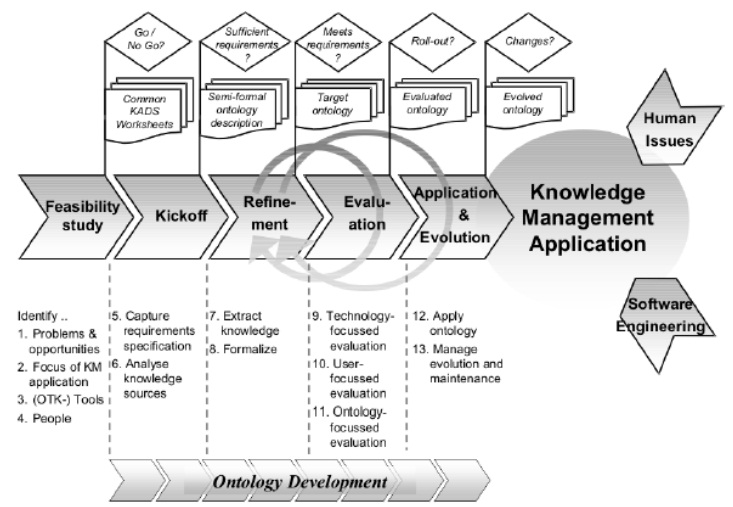 Go /
No Go?
Sufficient
requirements
?
Meets
requirements
?
Roll-out?
Changes?
Common
KADS
Worksheets
Semi-formal
ontology
description
Target
ontology
Evaluated
ontology
Evolved
ontology
Human
Issues
Feasibility
study
Kickoff
Refine-
ment
Evalu-
ation
Application
&
Evolution
Knowledge
Management
Application
Software
Engineering
Identify ..
1. Problems &
opportunities
2. Focus of KM
application
3. (OTK-) Tools
4. People
5. Capture
requirements
specification
6. Analyse
knowledge
sources
7. Extract
knowledge
8. Formalize
9. Technology-
focussed
evaluation
10. User-
focussed
evaluation
11. Ontology-
focussed
evaluation
12. Apply
ontology
13. Manage
evolution and
maintenance
Ontology Development